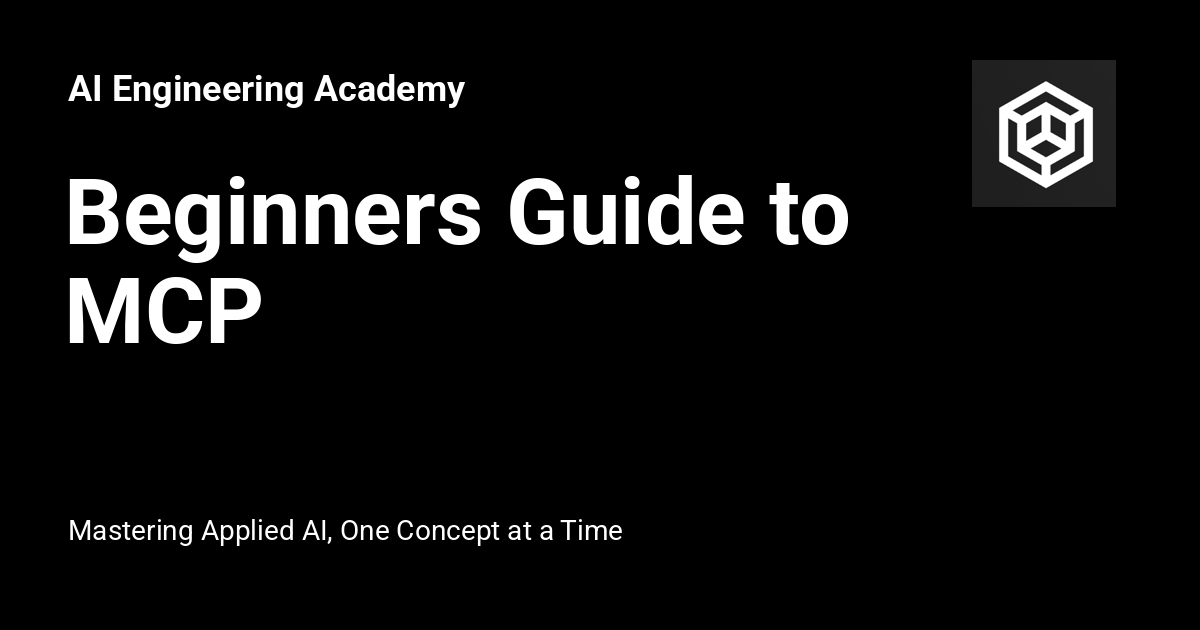 AI Engineering Academy
Beginners Guide to
MCP
Mastering Applied AI, One Concept at a Time